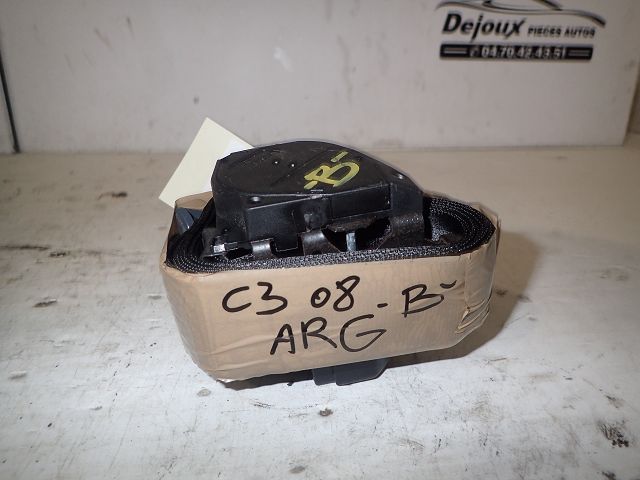 Dejoux PIECES AUTOS
04.70.42.43.51
-B-
C3 08 -B-
ARG